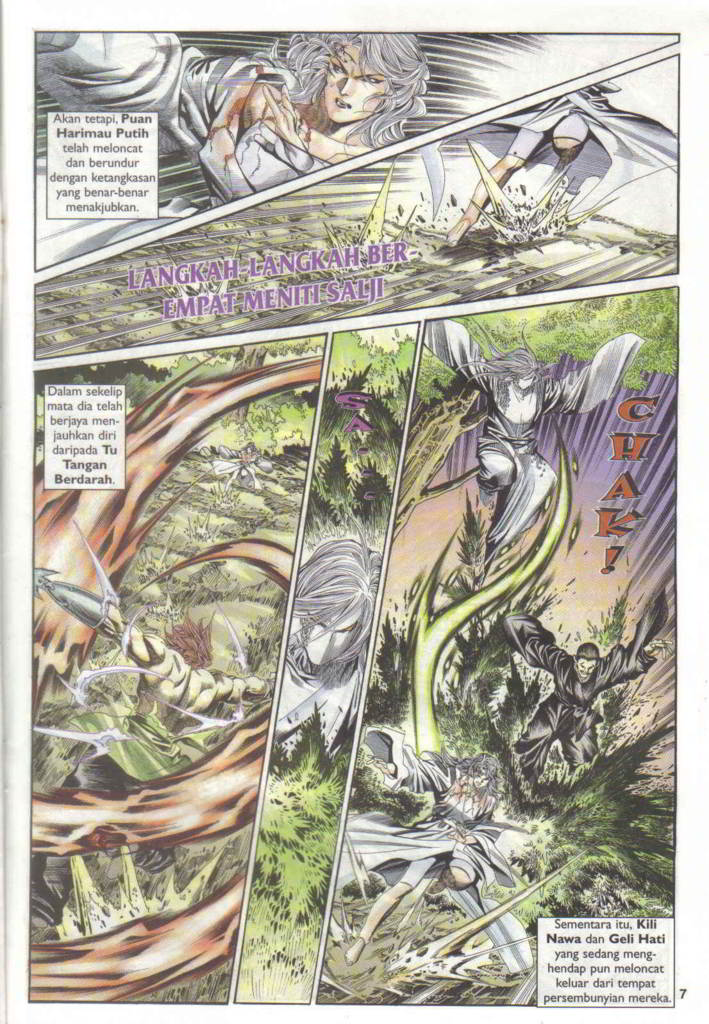 Akan tetapi, Puan
Harimau Putih
telah meloncat
dan berundur
dengan ketangkasan
yang benar-benar
menakjubkan.
LANGKAH-LANGKAH BER-
EMPAT MENITI SALJI
Dalam sekelip
mata dia telah
berjaya men-
jauhkan diri
daripada Tu
Tangan
Berdarah.
SA...
CHAK!
Sementara itu, Kili
Nawa dan Geli Hati
yang sedang meng-
hendap pun meloncat
keluar dari tempat
persembunyian mereka.
7